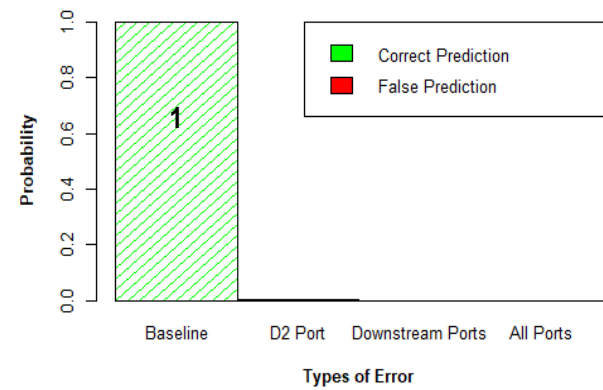 1.0
0.8
0.6
0.4
0.2
0.0
Probability
Correct Prediction
False Prediction
1
Baseline
D2 Port
Downstream Ports
All Ports
Types of Error